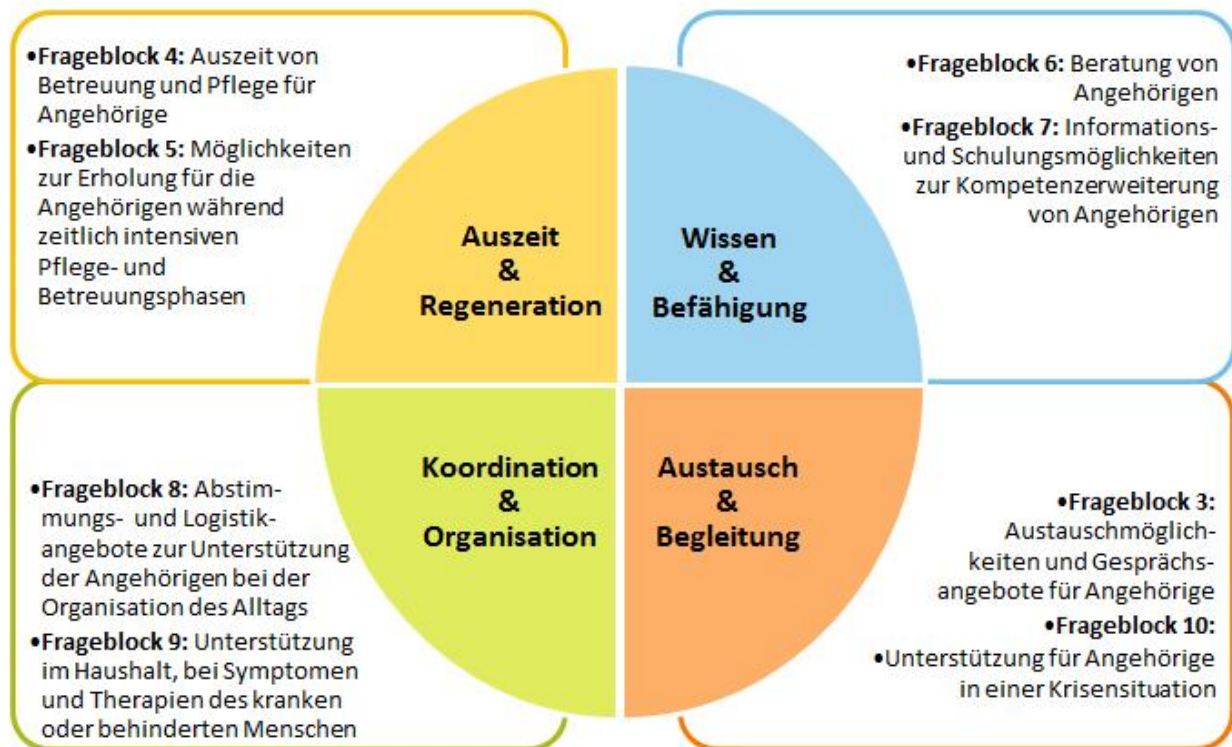 •Frageblock 4: Auszeit von
Betreuung und Pflege für
Angehörige
•Frageblock 5: Möglichkeiten
zur Erholung für die
Angehörigen während
zeitlich intensiven
Pflege- und
Betreuungsphasen
Auszeit
&
Regeneration
•Frageblock 6: Beratung von
Angehörigen
•Frageblock 7: Informations-
und Schulungsmöglichkeiten
zur Kompetenzerweiterung
von Angehörigen
Wissen
&
Befähigung
•Frageblock 8: Abstim-
mungs- und Logistik-
angebote zur Unterstützung
der Angehörigen bei der
Organisation des Alltags
•Frageblock 9: Unterstützung
im Haushalt, bei Symptomen
und Therapien des kranken
oder behinderten Menschen
Koordination
&
Organisation
Austausch
&
Begleitung
•Frageblock 3:
Austauschmöglich-
keiten und Gesprächs-
angebote für Angehörige
•Frageblock 10:
•Unterstützung für Angehörige
in einer Krisensituation